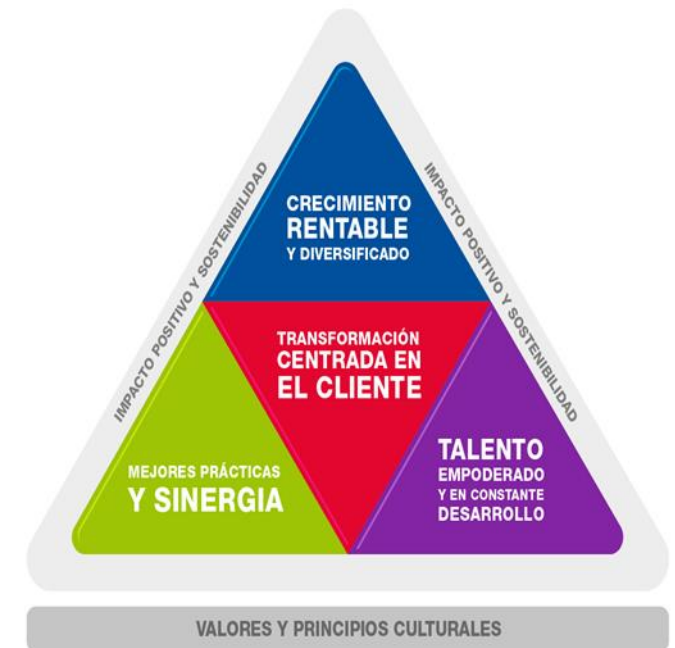 IMPACTO POSITIVO Y SOSTENIBILIDAD
IMPACTO POSITIVO Y SOSTENIBILIDAD
CRECIMIENTO
RENTABLE
Y DIVERSIFICADO
TRANSFORMACIÓN
CENTRADA EN
EL CLIENTE
MEJORES PRÁCTICAS
Y SINERGIA
TALENTO
EMPODERADO
Y EN CONSTANTE
DESARROLLO
VALORES Y PRINCIPIOS CULTURALES